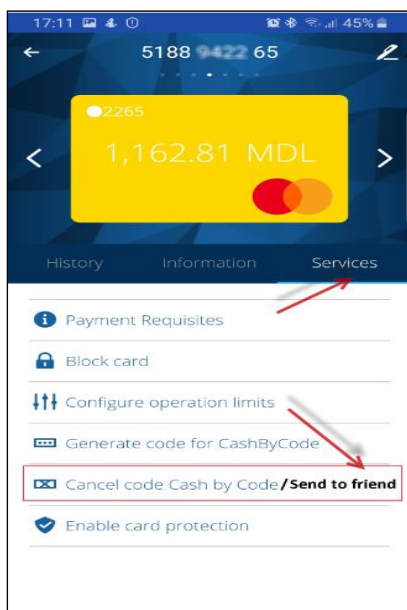 17:11 45%
5188 9422 65
2265
1,162.81 MDL
History Information Services
Payment Requisites
Block card
Configure operation limits
Generate code for CashByCode
Cancel code Cash by Code/Send to friend
Enable card protection